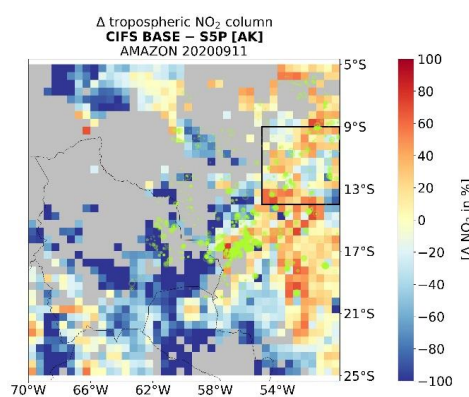 Δ tropospheric NO₂ column
CIFS BASE − S5P [AK]
AMAZON 20200911
5°S
9°S
13°S
17°S
21°S
25°S
70°W 66°W 62°W 58°W 54°W
100
80
60
40
20
0
−20
−40
−60
−80
−100
Δ NO₂ in [%]